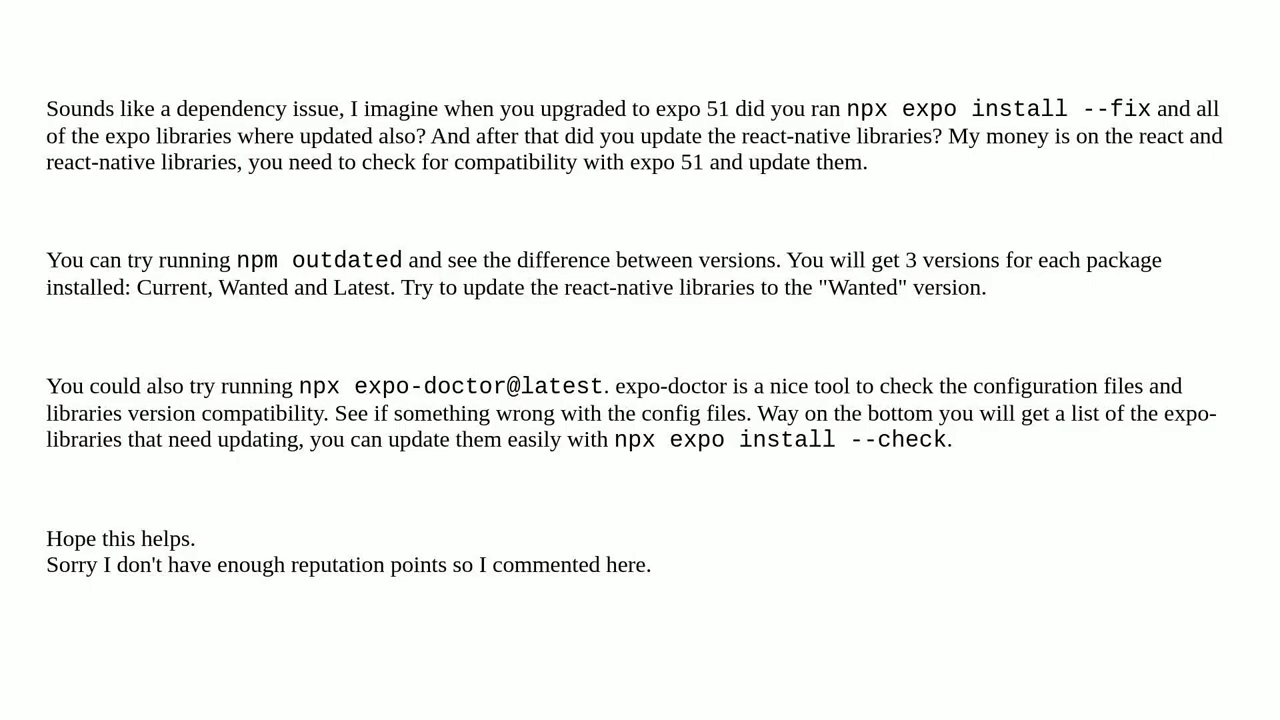 Sounds like a dependency issue, I imagine when you upgraded to expo 51 did you ran npx expo install --fix and all
of the expo libraries where updated also? And after that did you update the react-native libraries? My money is on the react and
react-native libraries, you need to check for compatibility with expo 51 and update them.
You can try running npm outdated and see the difference between versions. You will get 3 versions for each package
installed: Current, Wanted and Latest. Try to update the react-native libraries to the "Wanted" version.
You could also try running npx expo-doctor@latest. expo-doctor is a nice tool to check the configuration files and
libraries version compatibility. See if something wrong with the config files. Way on the bottom you will get a list of the expo-
libraries that need updating, you can update them easily with npx expo install --check.
Hope this helps.
Sorry I don't have enough reputation points so I commented here.